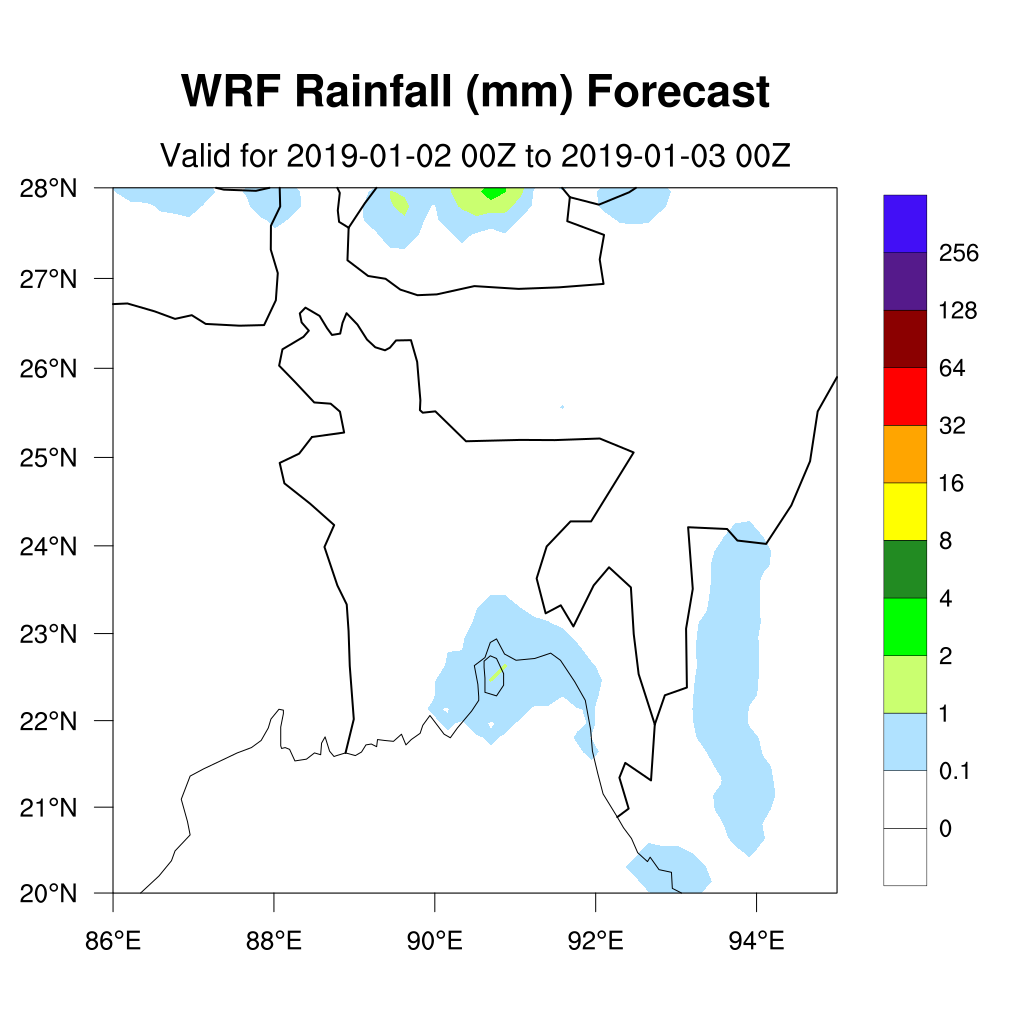 WRF Rainfall (mm) Forecast
Valid for 2019-01-02 00Z to 2019-01-03 00Z
28°N
27°N
26°N
25°N
24°N
23°N
22°N
21°N
20°N
86°E 88°E 90°E 92°E 94°E
256
128
64
32
16
8
4
2
1
0.1
0